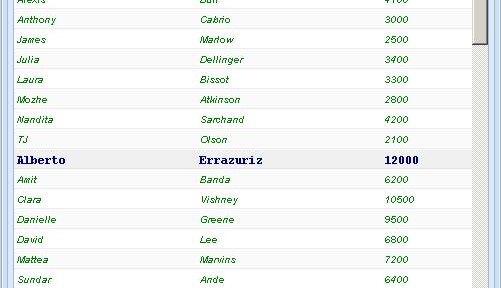 Alexis Bull 4100
Anthony Cabrio 3000
James Marlow 2500
Julia Dellinger 3400
Laura Bissot 3300
Mozhe Atkinson 2800
Nandita Sarchand 4200
TJ Olson 2100
Alberto Errazuriz 12000
Amit Banda 6200
Clara Vishney 10500
Danielle Greene 9500
David Lee 6800
Mattea Marvins 7200
Sundar Ande 6400